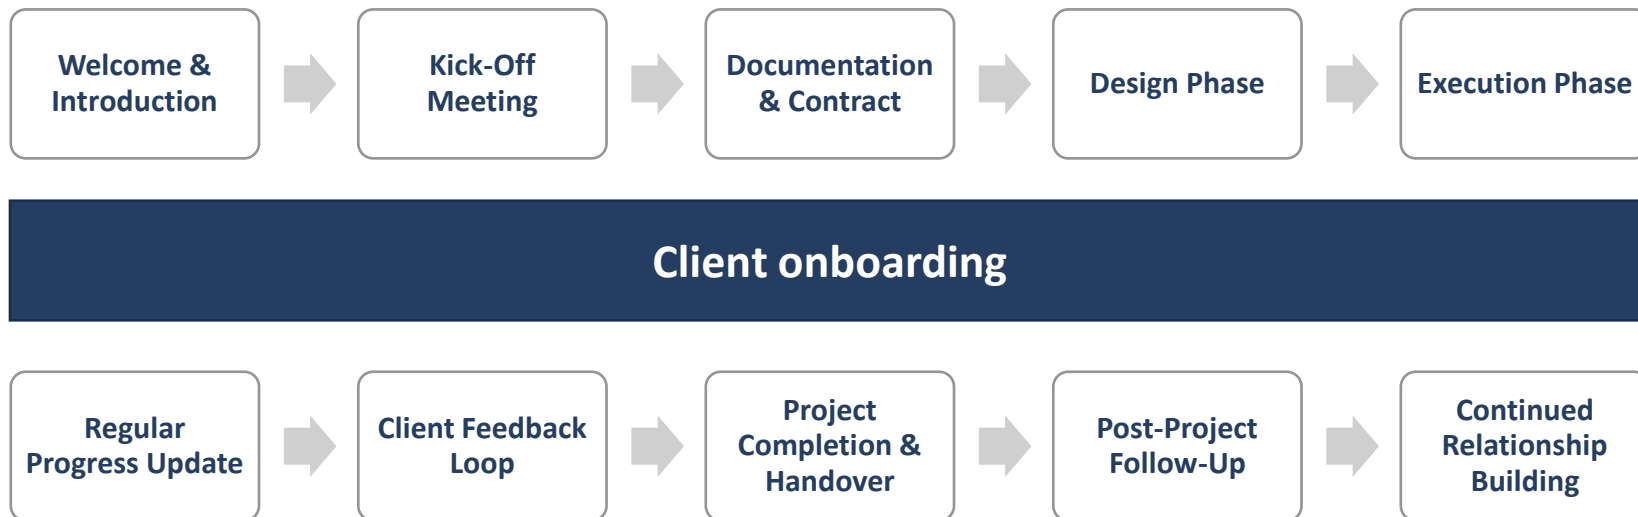 Welcome &
Introduction
Kick-Off
Meeting
Documentation
& Contract
Design Phase
Execution Phase
Client onboarding
Regular
Progress Update
Client Feedback
Loop
Project
Completion &
Handover
Post-Project
Follow-Up
Continued
Relationship
Building